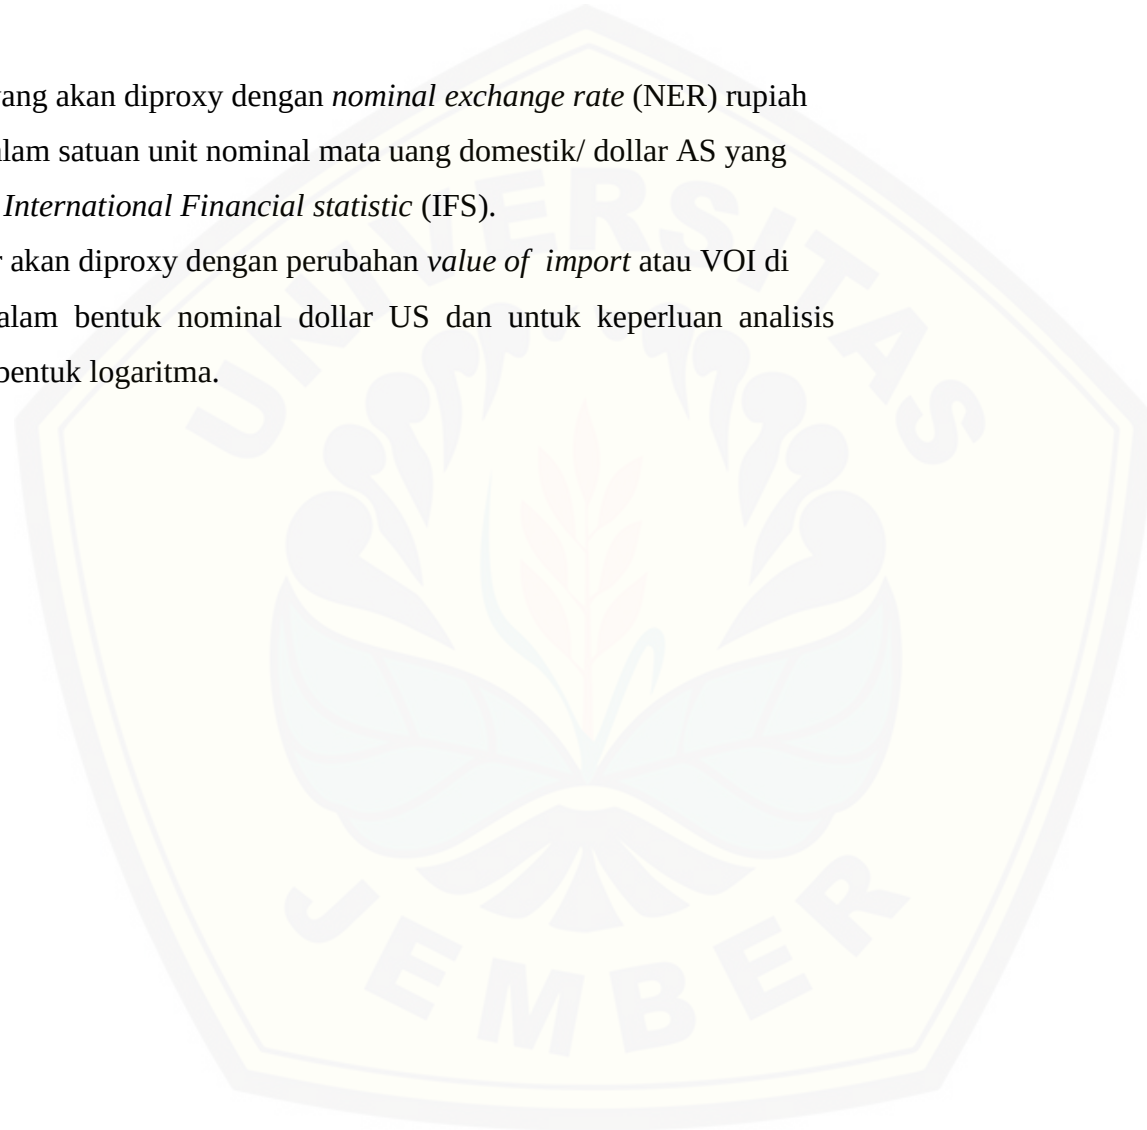 yang akan diproxy dengan nominal exchange rate (NER) rupiah
alam satuan unit nominal mata uang domestik/ dollar AS yang
International Financial statistic (IFS).
r akan diproxy dengan perubahan value of import atau VOI di
alam bentuk nominal dollar US dan untuk keperluan analisis
bentuk logaritma.
UNIVERSITAS
JEMBER